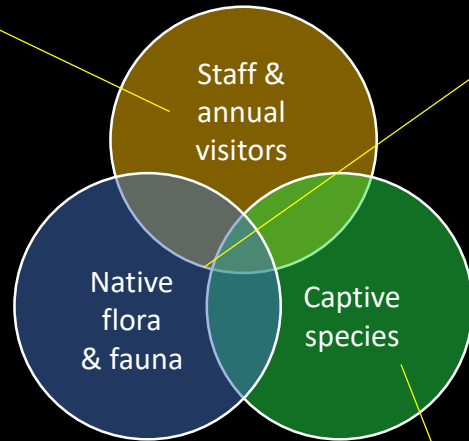 Staff &
annual
visitors
Native
flora
& fauna
Captive
species